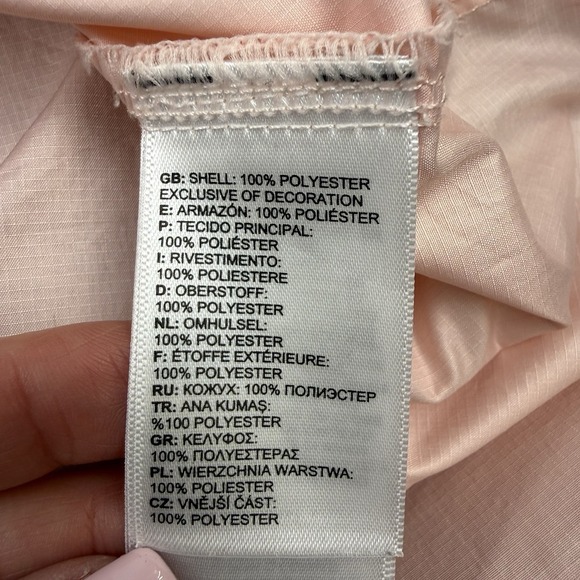 GB: SHELL: 100% POLYESTER
EXCLUSIVE OF DECORATION
E: ARMAZÓN: 100% POLIÉSTER
P: TECIDO PRINCIPAL:
100% POLIÉSTER
I: RIVESTIMENTO:
100% POLIESTERE
D: OBERSTOFF:
100% POLYESTER
NL: OMHULSEL:
100% POLYESTER
F: ÉTOFFE EXTÉRIEURE:
100% POLYESTER
RU: КОЖУХ: 100% ПОЛИЭСТЕР
TR: ANA KUMAŞ:
%100 POLYESTER
GR: ΚΕΛΥΦΟΣ:
100% ΠΟΛΥΕΣΤΕΡΑΣ
PL: WIERZCHNIA WARSTWA:
100% POLIESTER
CZ: VNĚJŠÍ ČÁST:
100% POLYESTER